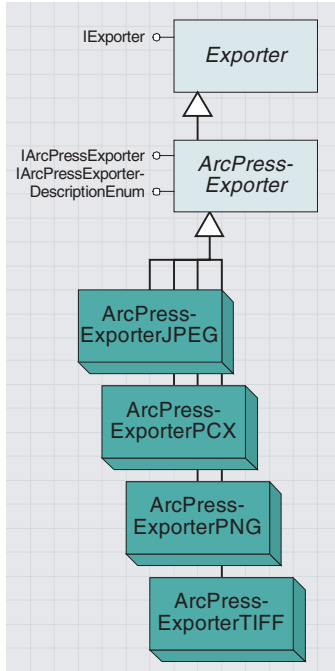 IExporter
Exporter
IArcPressExporter
IArcPressExporter-
DescriptionEnum
ArcPress-
Exporter
ArcPress-
ExporterJPEG
ArcPress-
ExporterPCX
ArcPress-
ExporterPNG
ArcPress-
ExporterTIFF